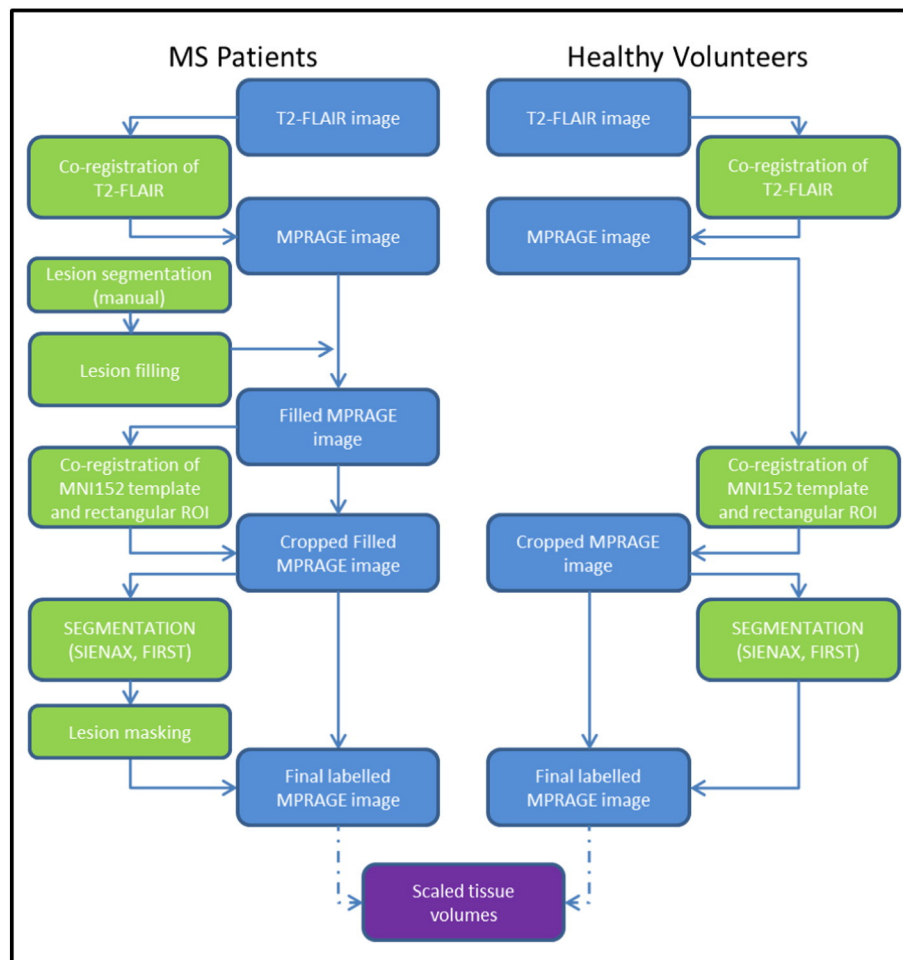 MS Patients
Healthy Volunteers
T2-FLAIR image
T2-FLAIR image
Co-registration of
T2-FLAIR
Co-registration of
T2-FLAIR
MPRAGE image
MPRAGE image
Lesion segmentation
(manual)
Lesion filling
Filled MPRAGE
image
Co-registration of
MNI152 template
and rectangular ROI
Co-registration of
MNI152 template
and rectangular ROI
Cropped Filled
MPRAGE image
Cropped MPRAGE
image
SEGMENTATION
(SIENAX, FIRST)
SEGMENTATION
(SIENAX, FIRST)
Lesion masking
Final labelled
MPRAGE image
Final labelled
MPRAGE image
Scaled tissue
volumes